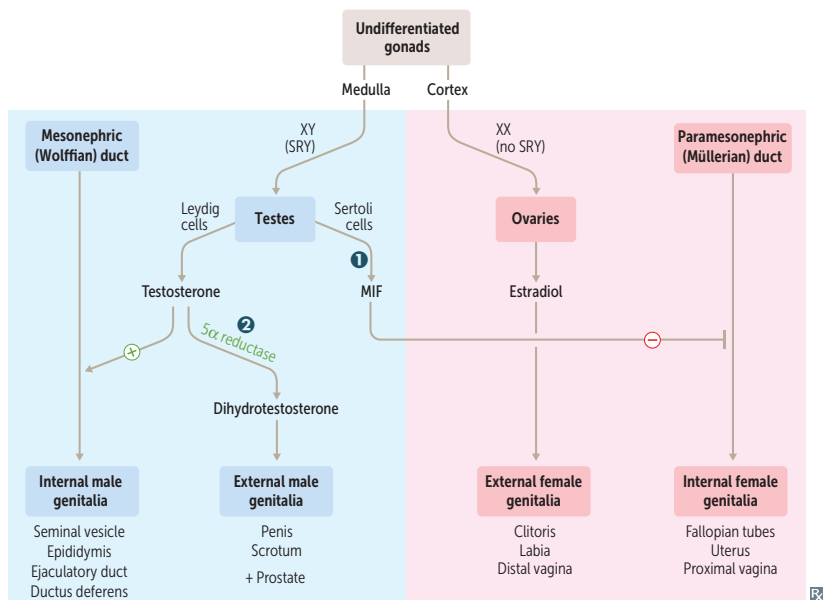 Undifferentiated
gonads
Medulla
Cortex
Mesonephric
(Wolffian) duct
XY
(SRY)
XX
(no SRY)
Paramesonephric
(Müllerian) duct
Leydig
cells
Testes
Sertoli
cells
Ovaries
1
Testosterone
MIF
Estradiol
2
5α reductase
+
−
Dihydrotestosterone
Internal male
genitalia
External male
genitalia
External female
genitalia
Internal female
genitalia
Seminal vesicle
Epididymis
Ejaculatory duct
Ductus deferens
Penis
Scrotum
+ Prostate
Clitoris
Labia
Distal vagina
Fallopian tubes
Uterus
Proximal vagina
℞